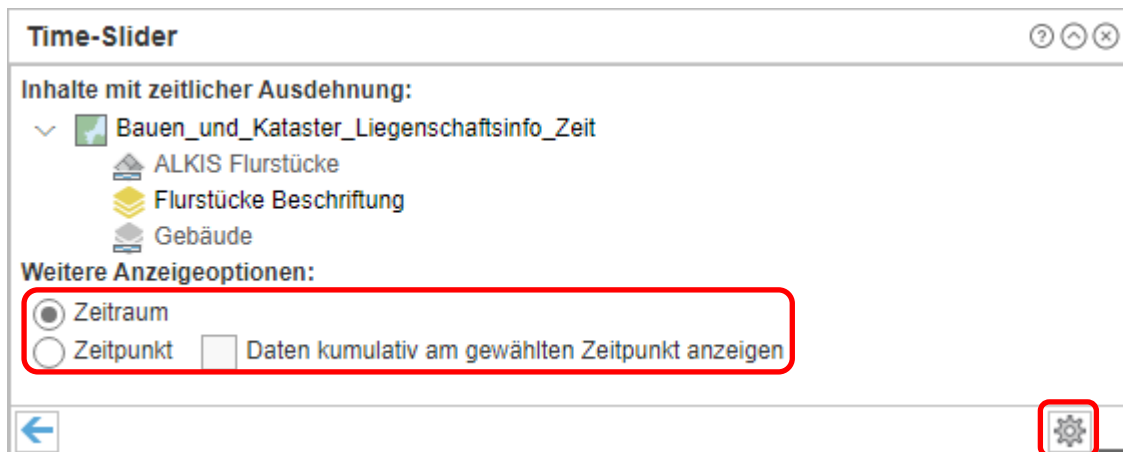 Time-Slider
Inhalte mit zeitlicher Ausdehnung:
Bauen_und_Kataster_Liegenschaftsinfo_Zeit
ALKIS Flurstücke
Flurstücke Beschriftung
Gebäude
Weitere Anzeigeoptionen:
Zeitraum
Zeitpunkt Daten kumulativ am gewählten Zeitpunkt anzeigen